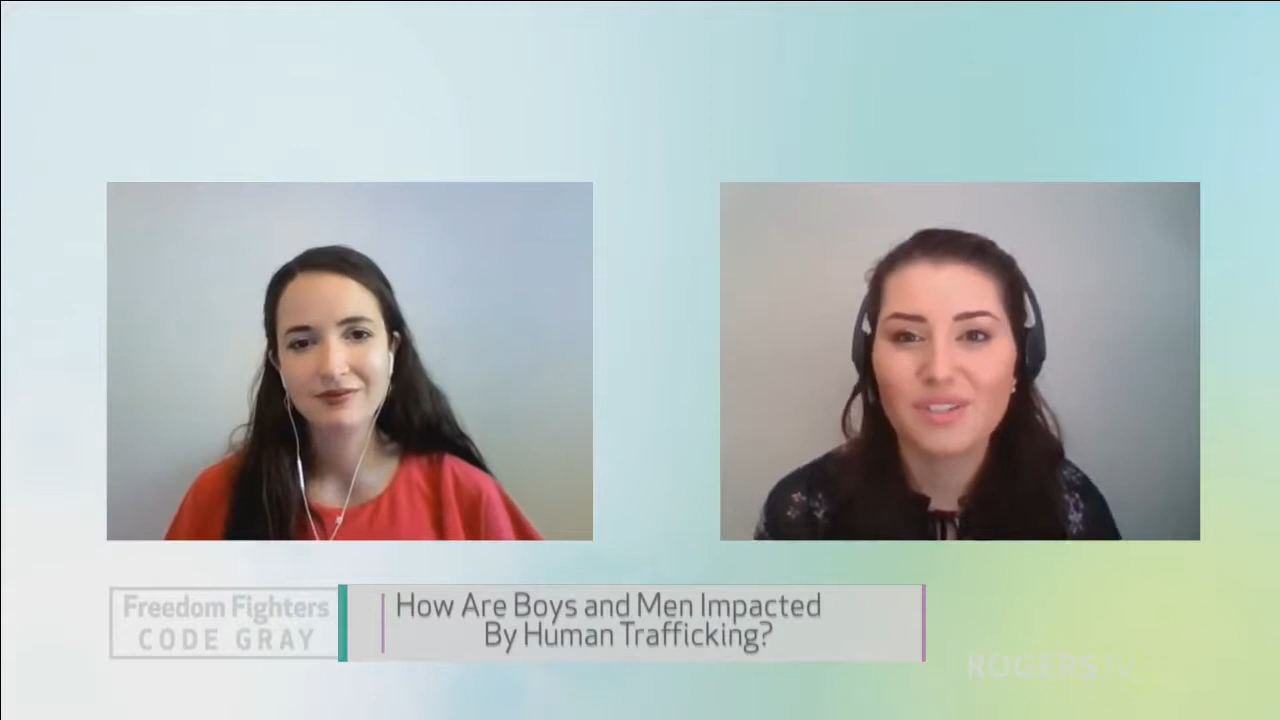 Freedom Fighters
CODE GRAY
How Are Boys and Men Impacted
By Human Trafficking?
ROGERS TV